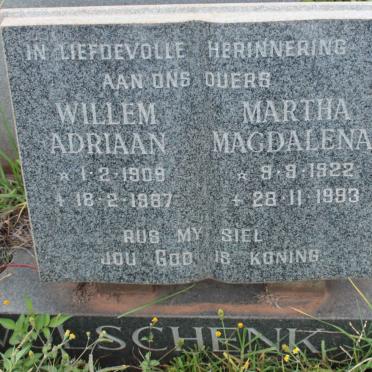 IN LIEFDEVOLLE HERINNERING
AAN ONS OUERS
WILLEM ADRIAAN
* 1·2·1909
+ 18·2·1987
MARTHA MAGDALENA
* 9·9·1922
+ 28·11·1993
RUS MY SIEL
JOU GOD IS KONING
SCHENK